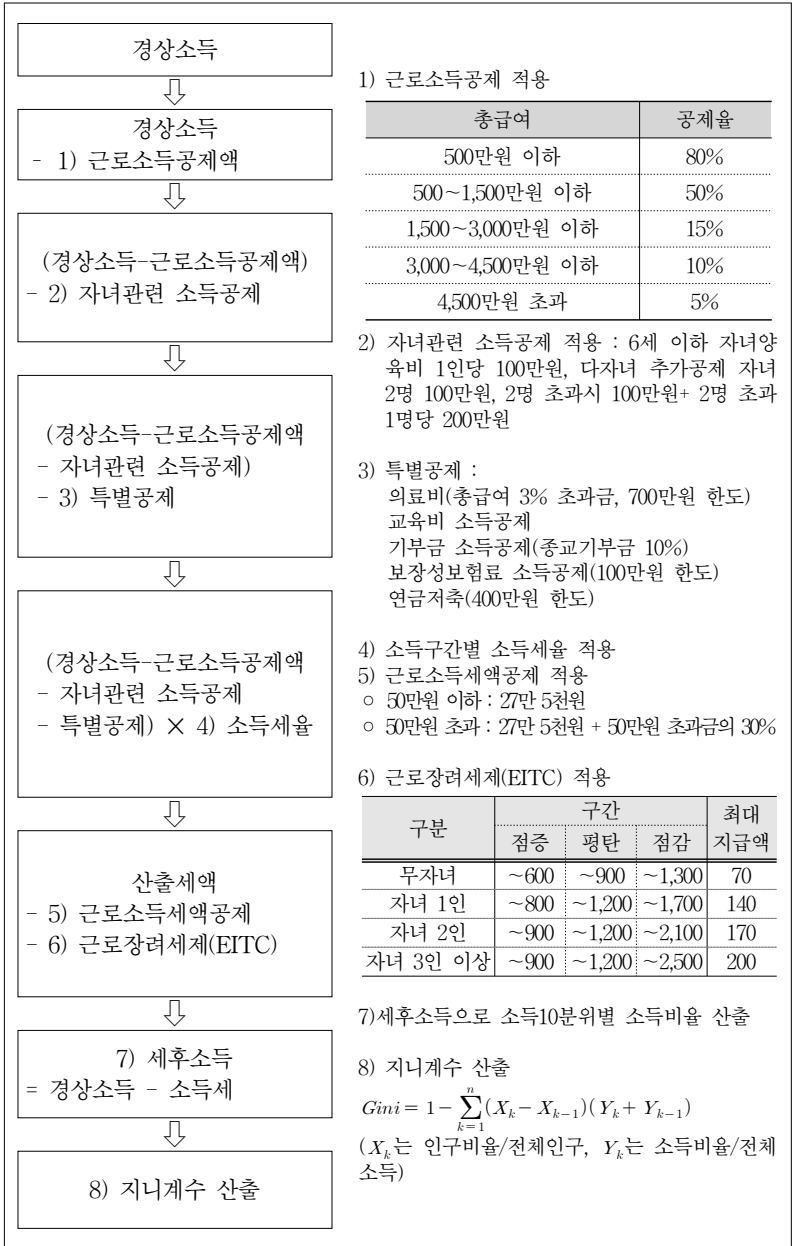 경상소득
경상소득
- 1) 근로소득공제액
(경상소득-근로소득공제액)
- 2) 자녀관련 소득공제
(경상소득-근로소득공제액
- 자녀관련 소득공제)
- 3) 특별공제
(경상소득-근로소득공제액
- 자녀관련 소득공제
- 특별공제) × 4) 소득세율
산출세액
- 5) 근로소득세액공제
- 6) 근로장려세제(EITC)
7) 세후소득
= 경상소득 - 소득세
8) 지니계수 산출
1) 근로소득공제 적용
총급여 공제율
500만원 이하 80%
500~1,500만원 이하 50%
1,500~3,000만원 이하 15%
3,000~4,500만원 이하 10%
4,500만원 초과 5%
2) 자녀관련 소득공제 적용 : 6세 이하 자녀양
육비 1인당 100만원, 다자녀 추가공제 자녀
2명 100만원, 2명 초과시 100만원+ 2명 초과
1명당 200만원
3) 특별공제 :
의료비(총급여 3% 초과금, 700만원 한도)
교육비 소득공제
기부금 소득공제(종교기부금 10%)
보장성보험료 소득공제(100만원 한도)
연금저축(400만원 한도)
4) 소득구간별 소득세율 적용
5) 근로소득세액공제 적용
○ 50만원 이하 : 27만 5천원
○ 50만원 초과 : 27만 5천원 + 50만원 초과금의 30%
6) 근로장려세제(EITC) 적용
구분 구간 최대
점증 평탄 점감 지급액
무자녀 ~600 ~900 ~1,300 70
자녀 1인 ~800 ~1,200 ~1,700 140
자녀 2인 ~900 ~1,200 ~2,100 170
자녀 3인 이상 ~900 ~1,200 ~2,500 200
7)세후소득으로 소득10분위별 소득비율 산출
8) 지니계수 산출
Gini = 1 - ∑_{k=1}^{n} (X_k - X_{k-1})(Y_k + Y_{k-1})
(X_k는 인구비율/전체인구, Y_k는 소득비율/전체
소득)